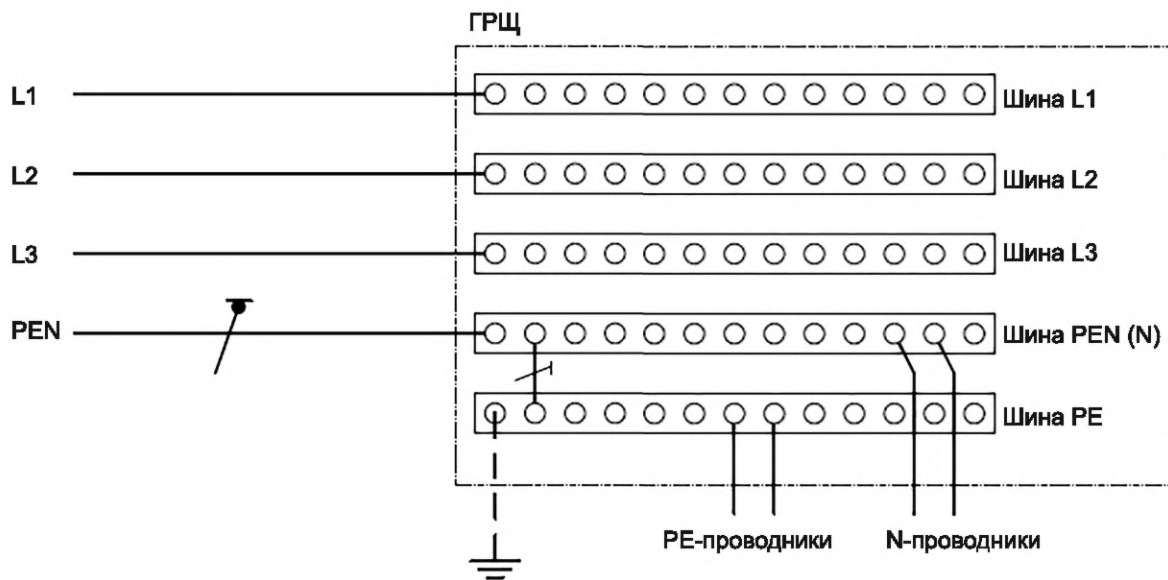 ГРЩ
L1
Шина L1
L2
Шина L2
L3
Шина L3
PEN
Шина PEN (N)
Шина PE
PE-проводники
N-проводники